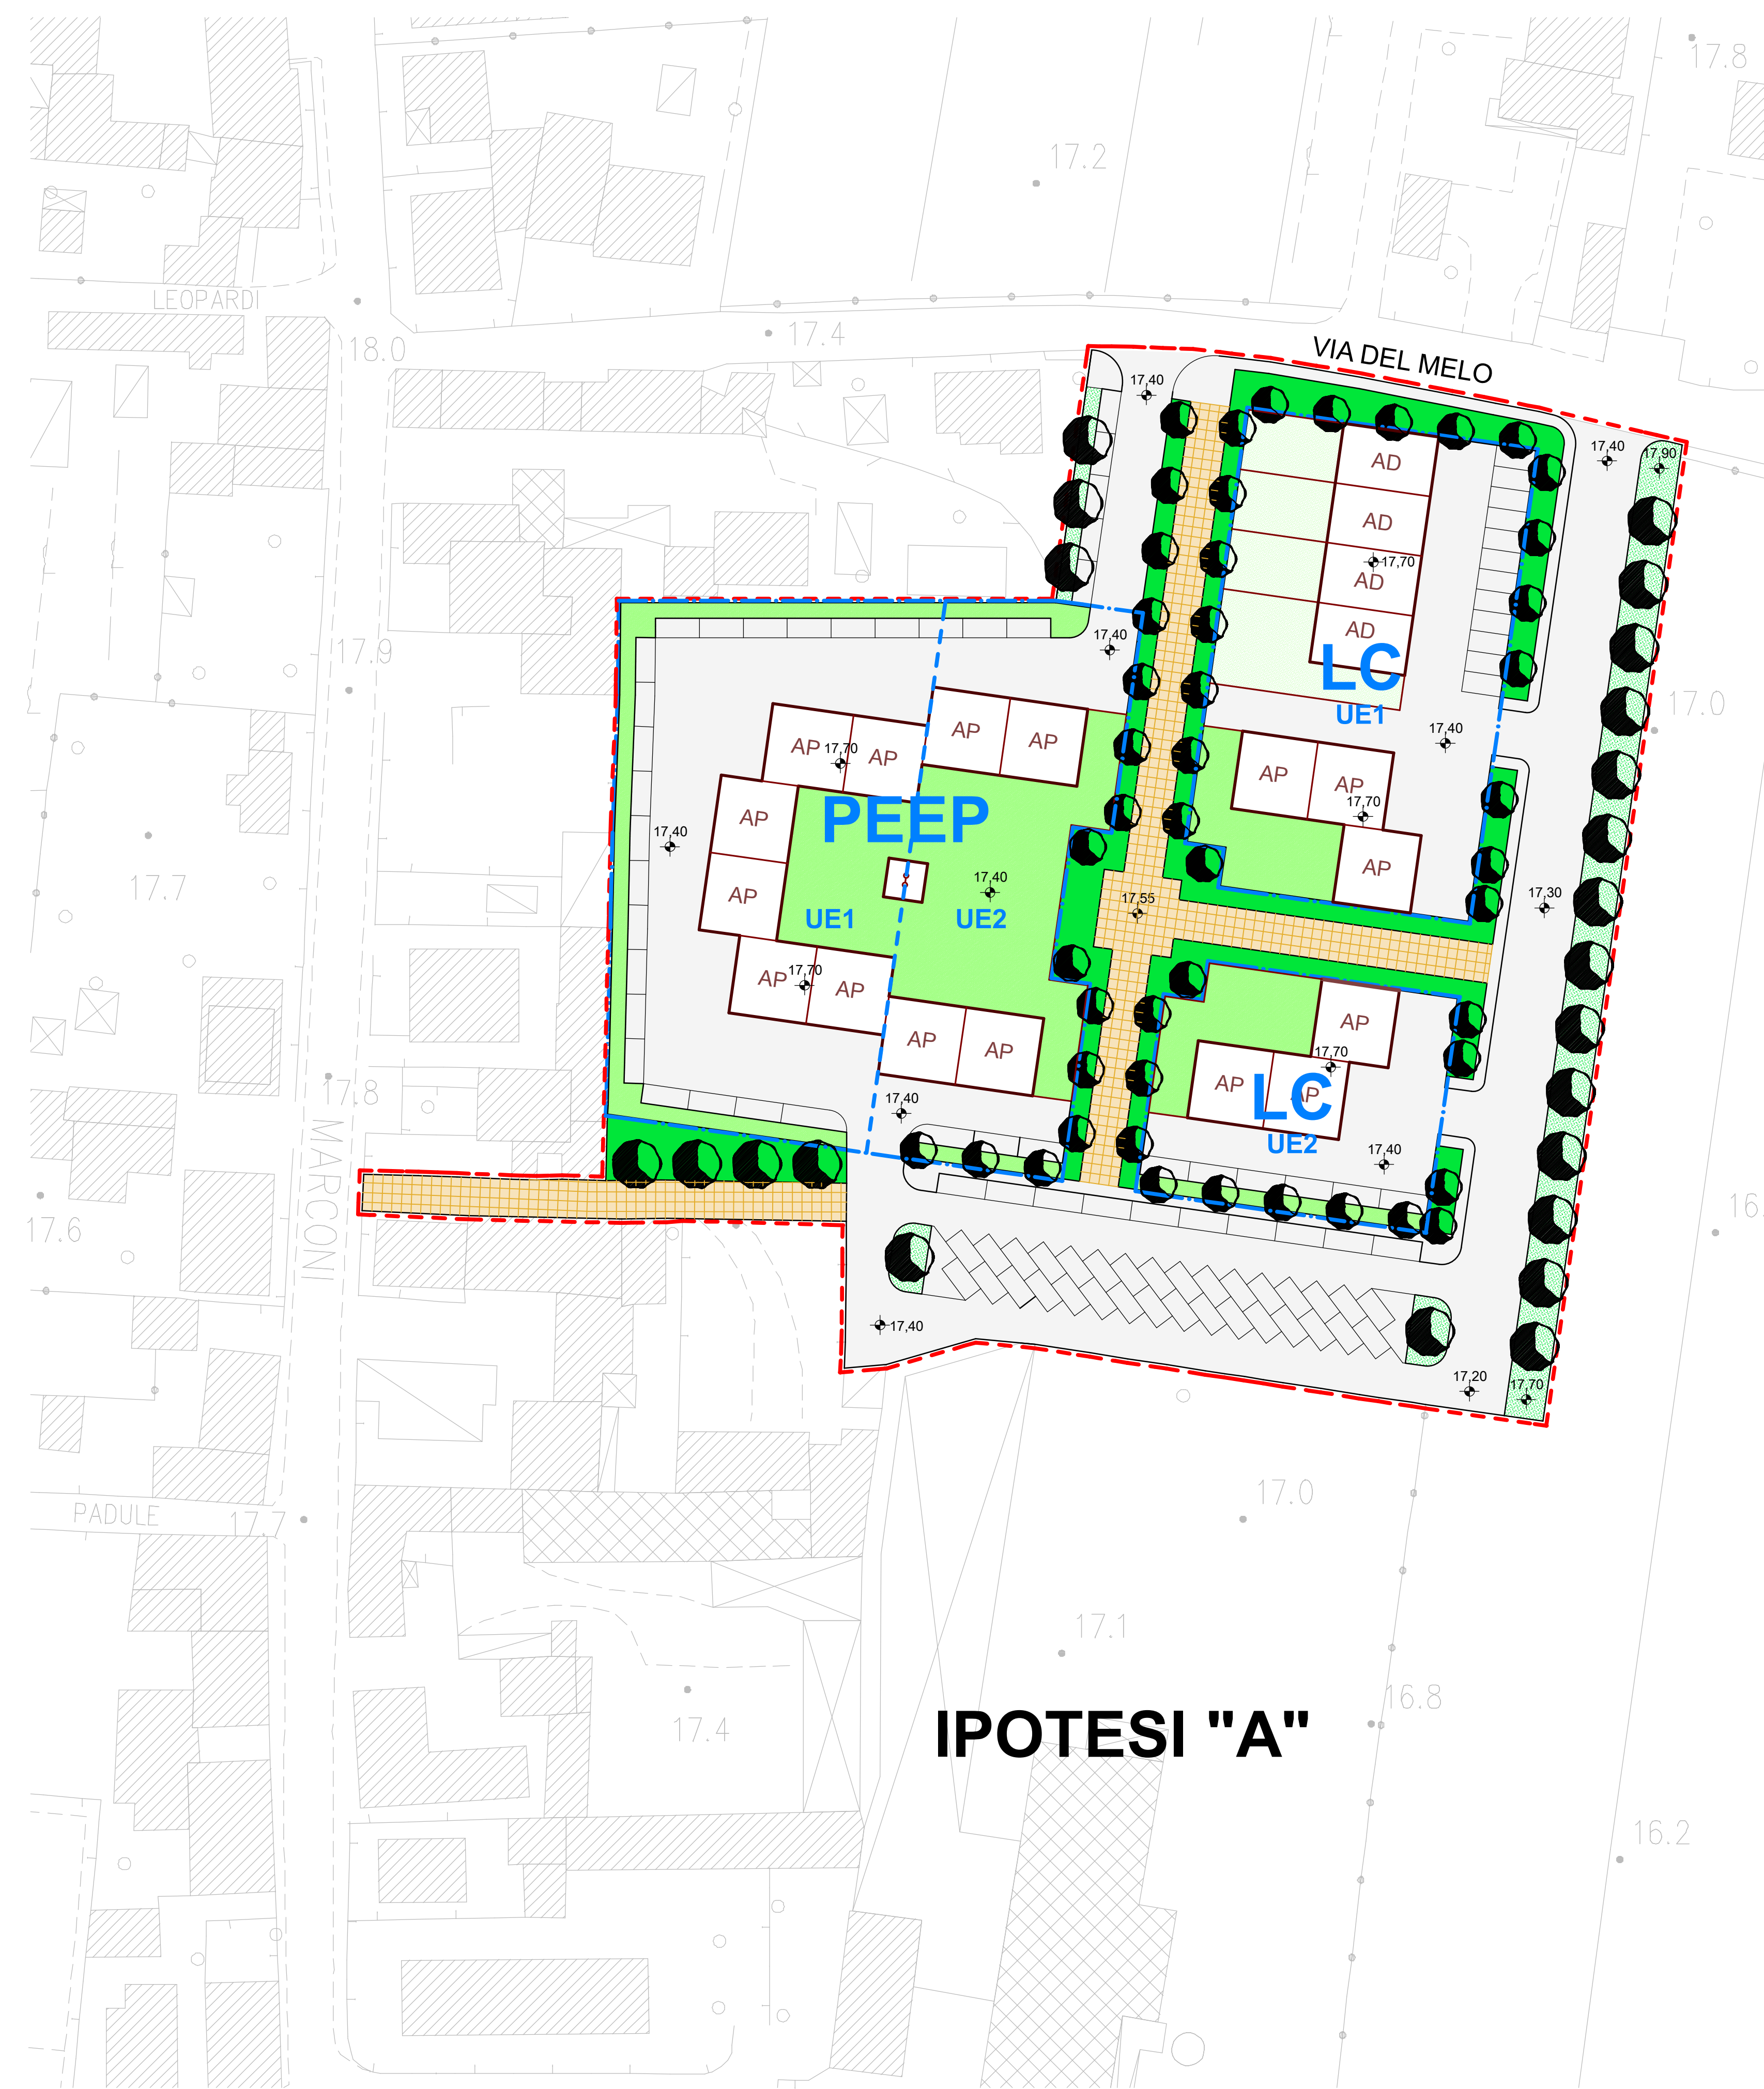 17.8
17.2
LEOPARDI
18.0
17.4
VIA DEL MELO
17,40
17,40
17,90
AD
AD
17,70
AD
AD
17,40
LC
UE1
17.9
17.0
AP
AP
17,70
AP
AP
17,40
AP
AP
17,70
PEEP
AP
17,40
AP
17,40
AP
UE1
UE2
17,55
17,30
17.7
AP
17,70
AP
AP
AP
17,70
AP
AP
AP
AP
LC
UE2
17.8
17,40
17,40
MARCONI
17.6
16.
17,40
17,20
17,70
PADULE
17.7
17.0
17.1
16.8
17.4
IPOTESI "A"
16.2